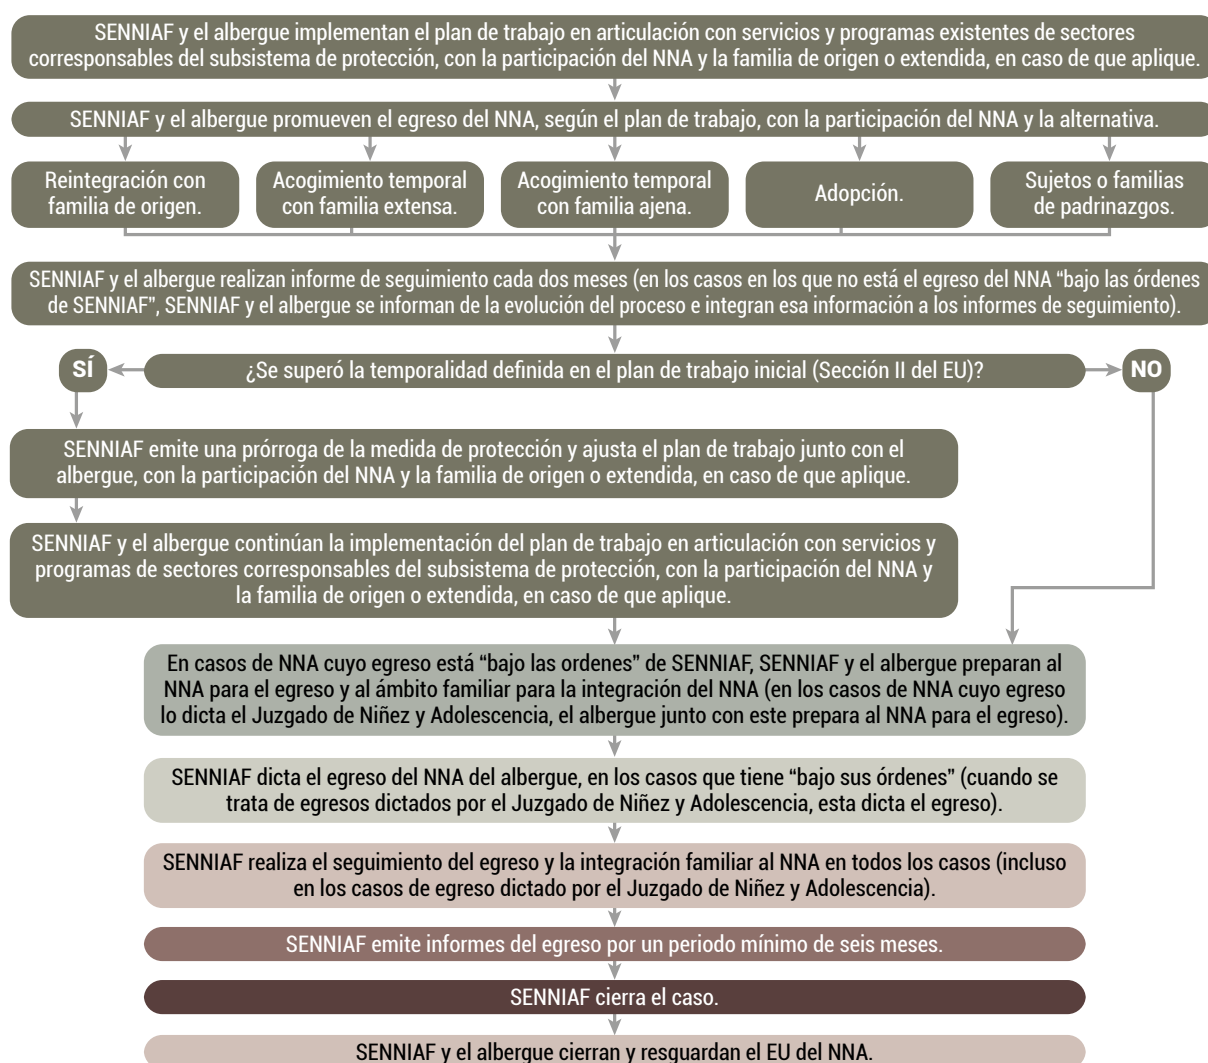 SENNIAF y el albergue implementan el plan de trabajo en articulación con servicios y programas existentes de sectores
corresponsables del subsistema de protección, con la participación del NNA y la familia de origen o extendida, en caso de que aplique.
SENNIAF y el albergue promueven el egreso del NNA, según el plan de trabajo, con la participación del NNA y la alternativa.
Reintegración con
familia de origen.
Acogimiento temporal
con familia extensa.
Acogimiento temporal
con familia ajena.
Adopción.
Sujetos o familias
de padrinazgos.
SENNIAF y el albergue realizan informe de seguimiento cada dos meses (en los casos en los que no está el egreso del NNA “bajo las órdenes
de SENNIAF”, SENNIAF y el albergue se informan de la evolución del proceso e integran esa información a los informes de seguimiento).
SÍ
¿Se superó la temporalidad definida en el plan de trabajo inicial (Sección II del EU)?
NO
SENNIAF emite una prórroga de la medida de protección y ajusta el plan de trabajo junto con el
albergue, con la participación del NNA y la familia de origen o extendida, en caso de que aplique.
SENNIAF y el albergue continúan la implementación del plan de trabajo en articulación con servicios y
programas de sectores corresponsables del subsistema de protección, con la participación del NNA y
la familia de origen o extendida, en caso de que aplique.
En casos de NNA cuyo egreso está “bajo las ordenes” de SENNIAF, SENNIAF y el albergue preparan al
NNA para el egreso y al ámbito familiar para la integración del NNA (en los casos de NNA cuyo egreso
lo dicta el Juzgado de Niñez y Adolescencia, el albergue junto con este prepara al NNA para el egreso).
SENNIAF dicta el egreso del NNA del albergue, en los casos que tiene “bajo sus órdenes” (cuando se
trata de egresos dictados por el Juzgado de Niñez y Adolescencia, esta dicta el egreso).
SENNIAF realiza el seguimiento del egreso y la integración familiar al NNA en todos los casos (incluso
en los casos de egreso dictado por el Juzgado de Niñez y Adolescencia).
SENNIAF emite informes del egreso por un periodo mínimo de seis meses.
SENNIAF cierra el caso.
SENNIAF y el albergue cierran y resguardan el EU del NNA.